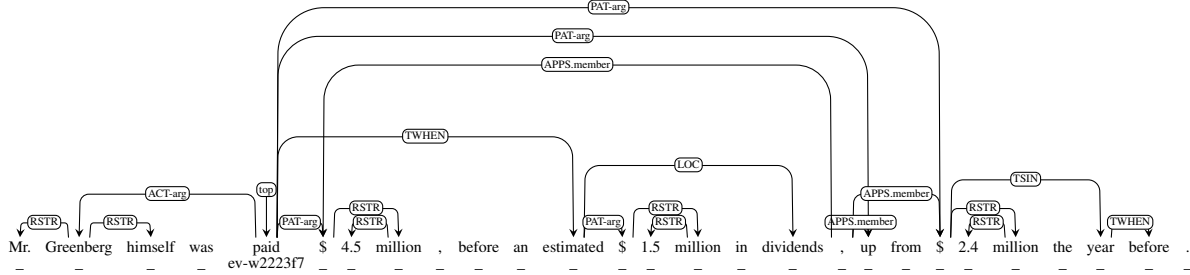 PAT-arg
PAT-arg
APPS.member
TWHEN
LOC
TSIN
top
ACT-arg
APPS.member
RSTR
RSTR
RSTR
RSTR
RSTR
RSTR PAT-arg RSTR PAT-arg RSTR APPS.member RSTR TWHEN
Mr. Greenberg himself was paid $ 4.5 million , before an estimated $ 1.5 million in dividends , up from $ 2.4 million the year before .
_ _ _ _ ev-w2223f7 _ _ _ _ _ _ _ _ _ _ _ _ _ _ _ _ _ _ _ _ _ _